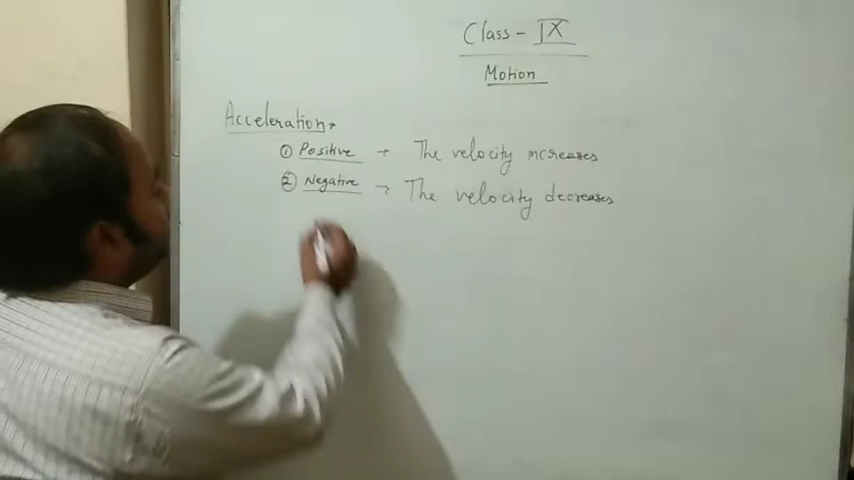 Class - IX
Motion
Acceleration →
① Positive → The velocity increases
② Negative → The velocity decreases